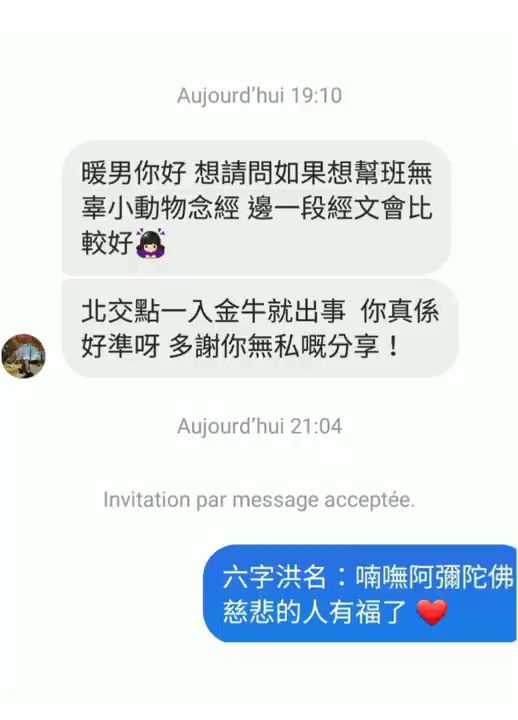 Aujourd’hui 19:10
暖男你好 想請問如果想幫班無
辜小動物念經 邊一段經文會比
較好🙇🏻‍♀️
北交點一入金牛就出事 你真係
好準呀 多謝你無私嘅分享！
Aujourd’hui 21:04
Invitation par message acceptée.
六字洪名：喃嘸阿彌陀佛
慈悲的人有福了 ❤️